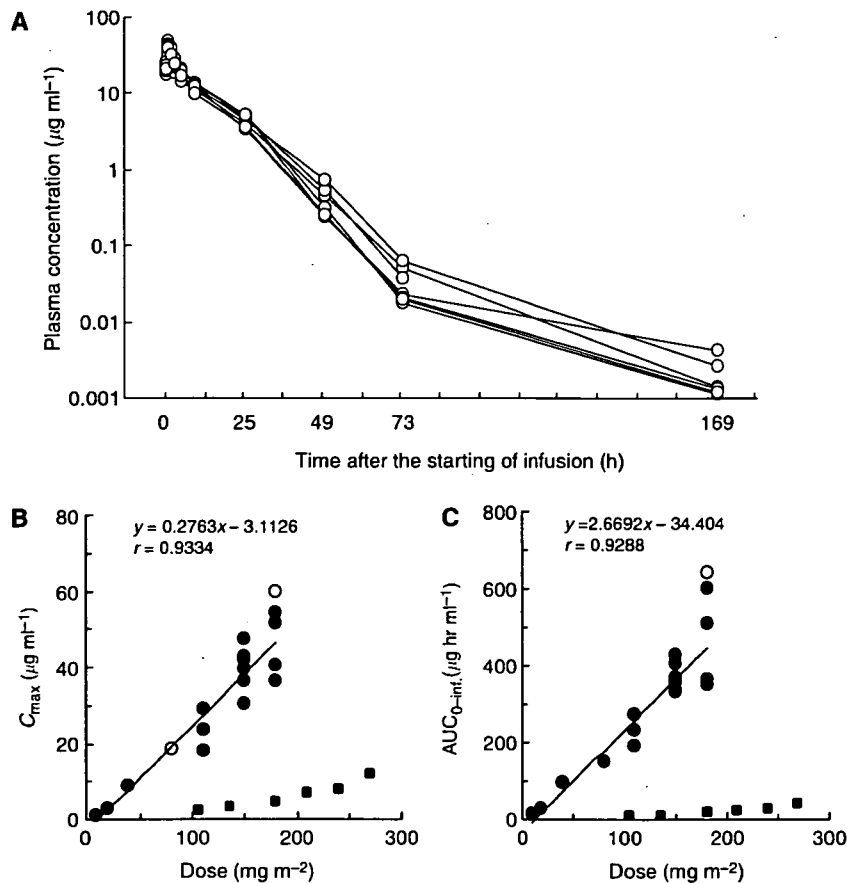 A
Plasma concentration (μg ml⁻¹)
100
10
1
0.1
0.01
0.001
0 25 49 73 169
Time after the starting of infusion (h)
B
y = 0.2763x – 3.1126
r = 0.9334
Cmax (μg ml⁻¹)
80
60
40
20
0
0 100 200 300
Dose (mg m⁻²)
C
y=2.6692x – 34.404
r = 0.9288
AUC0–inf. (μg hr ml⁻¹)
800
600
400
200
0
0 100 200 300
Dose (mg m⁻²)